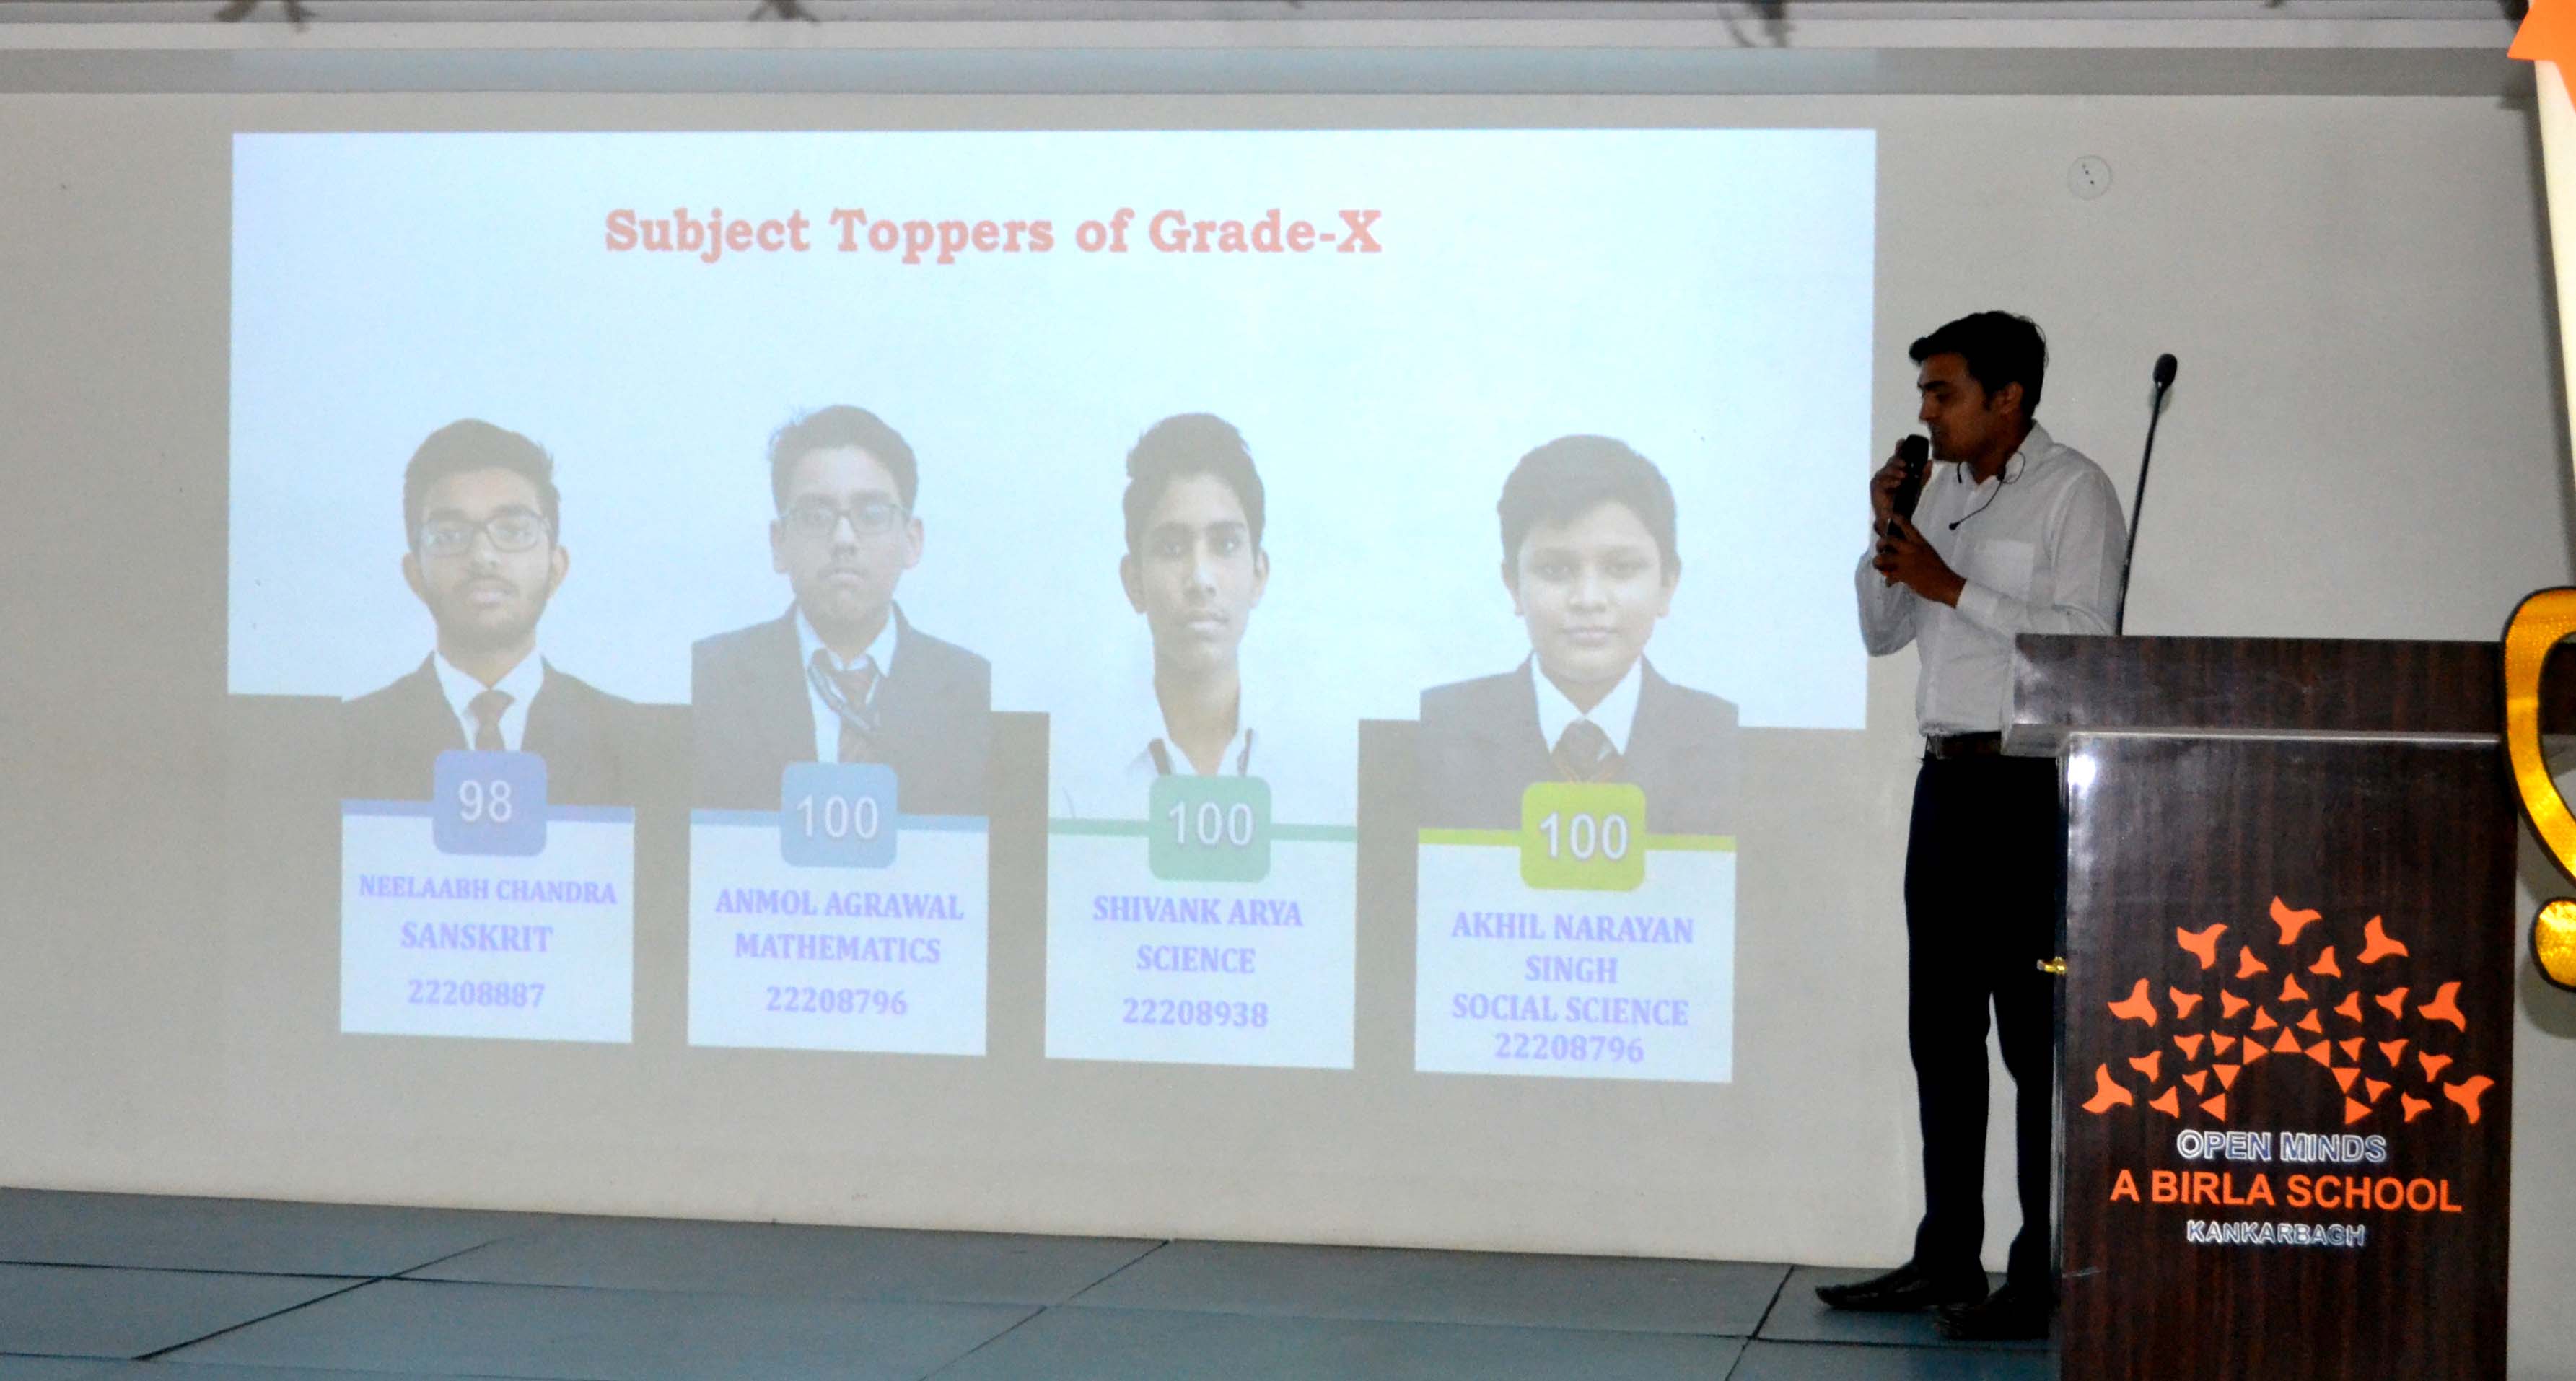 Subject Toppers of Grade-X
98
NEELAABH CHANDRA
SANSKRIT
22208887
100
ANMOL AGRAWAL
MATHEMATICS
22208796
100
SHIVANK ARYA
SCIENCE
22208938
100
AKHIL NARAYAN
SINGH
SOCIAL SCIENCE
22208796
OPEN MINDS
A BIRLA SCHOOL
KANKARBAGH